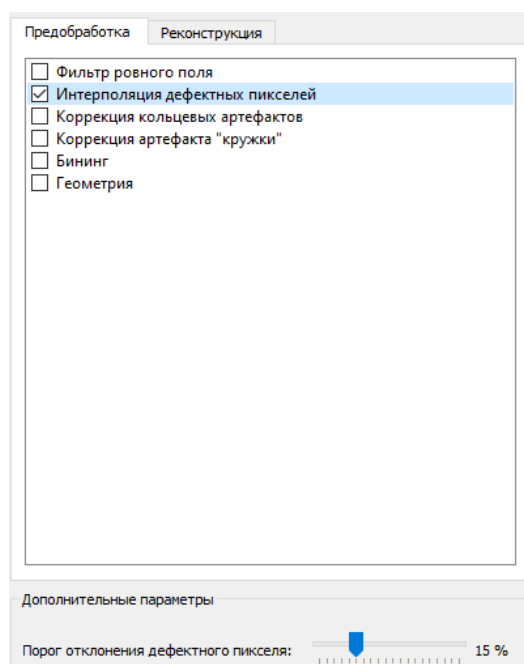 Предобработка Реконструкция
Фильтр ровного поля
Интерполяция дефектных пикселей
Коррекция кольцевых артефактов
Коррекция артефакта "кружки"
Бининг
Геометрия
Дополнительные параметры
Порог отклонения дефектного пикселя: 15 %